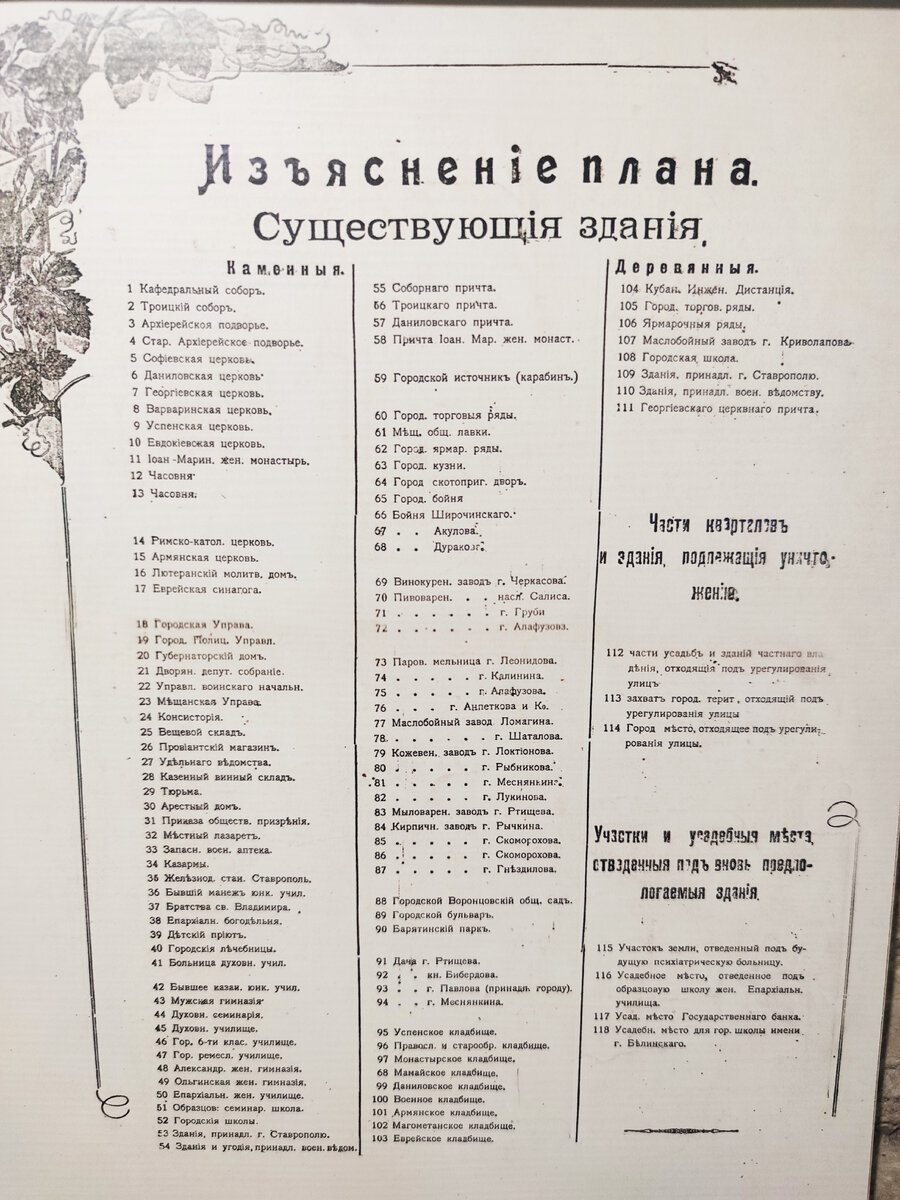 Изъясненіе плана.
Существующія зданія.
Каменныя.
1 Кафедральный соборъ.
2 Троицкій соборъ.
3 Архіерейскоя подворье.
4 Стар. Архіерейское подворье.
5 Софіевская церковь.
6 Даниловская церковь
7 Георгіевская церковь.
8 Варваринская церковь.
9 Успенская церковь.
10 Евдокіевская церковь.
11 Іоан-Марин. жен. монастырь.
12 Часовня
13 Часовня.
14 Римско-катол. церковь.
15 Армянская церковь.
16 Лютеранскій молитв. домъ.
17 Еврейская синагога.
18 Городская Управа.
19 Город. Полиц. Управл.
20 Губернаторскій домъ.
21 Дворян. депут. собраніе.
22 Управл. воинскаго начальн.
23 Мѣщанская Управа.
24 Консисторія.
25 Вещевой складъ.
26 Провіантскій магазинъ.
27 Удѣльнаго вѣдомства.
28 Казенный винный складъ.
29 Тюрьма.
30 Арестный домъ.
31 Приказа обществ. призрѣнія.
32 Мѣстный лазаретъ.
33 Запасн. воен. аптека.
34 Казармы.
35 Желѣзнод. стан. Ставрополь.
36 Бывшій манежъ юнк. учил.
37 Братства св. Владимира.
38 Епархіалн. богодѣльня.
39 Дѣтскій пріютъ.
40 Городскія лѣчебницы.
41 Больница духовн. учил.
42 Бывшее казан. юнк. учил.
43 Мужская гимназія
44 Духовн. семинарія.
45 Духовн. училище.
46 Гор. 6-ти клас. училище.
47 Гор. ремесл. училище.
48 Александр. жен. гимназія.
49 Ольгинская жен. гимназія.
50 Епархіальн. жен. училище.
51 Образцов: семинар. школа.
52 Городскія школы.
53 Зданія, принадл. г. Ставрополю.
54 Зданія и угодія, принадл. воен. вѣдом.
55 Соборнаго причта.
56 Троицкаго причта.
57 Даниловскаго причта.
58 Причта Іоан. Мар. жен. монаст.
59 Городской источникъ (карабин.)
60 Город. торговыя ряды.
61 Мѣщ. общ. лавки.
62 Город. ярмар. ряды.
63 Город. кузни.
64 Город скотоприг. дворъ.
65 Город. бойня
66 Бойня Широчинскаго.
67 . . Акулова.
68 . .
69 Винокурен. заводъ г. Черкасова.
70 Пивоварен. . . насл. Салиса.
71 . . . . . . г. Груби
72 . . . . . . г. Алафузова.
73 Паров. мельница г. Леонидова.
74 . . . . . г. Калинина.
75 . . . . . г. Алафузова.
76 . . . г. Анпеткова и Ко.
77 Маслобойный завод Ломагина.
78. . . . . . . г. Шаталова.
79 Кожевен. заводъ г. Локтіонова.
80 . . . . . г. Рыбникова.
81 . . . . . г. Меснянкина.
82 . . . . . г. Лукинова.
83 Мыловарен. заводъ г. Ртищева.
84 Кирпичн. заводъ г. Рычкина.
85 . . . . . г. Скоморохова.
86 . . . . . г. Скоморохова.
87 . . . . . г. Гнѣздилова.
88 Городской Воронцовскій общ. садъ.
89 Городской бульвар.
90 Барятинскій паркъ.
91 Дача г. Ртищева.
92 . . кн. Бибердова.
93 . . г. Павлова (принадл. городу).
94 . . г. Меснянкина.
95 Успенское кладбище.
96 Правосл. и старообр. кладбище.
97 Монастырское кладбище.
68 Мамайское кладбище.
99 Даниловское кладбище.
100 Военное кладбище.
101 Армянское кладбище.
102 Магометанское кладбище.
103 Еврейское кладбище.
Деревянныя.
104 Кубан. Инжен. Дистанція.
105 Город. торгов. ряды.
106 Ярмарочныя ряды.
107 Маслобойный заводъ г. Криволапова
108 Городская школа.
109 Зданія, принадл. г. Ставрополю.
110 Зданія, принадл. воен. вѣдомству.
111 Георгіевскаго церквнаго причта.
Части кварталовъ
и зданія, подлежащія уничто-
женію.
112 части усадьбъ и зданій частнаго вла
дѣнія, отходящія подъ урегулированія
улицъ
113 захватъ город. терит, отходящій подъ
урегулированія улицы
114 Город мѣсто, отходящее подъ урегули-
рованія улицы.
Участки и усадебныя мѣста,
отведенныя подъ вновь предпо-
логаемыя зданія
115 Участокъ земли, отведенный подъ бу-
дущую психіатрическую больницу.
116 Усадебное мѣсто, отведенное подъ
образцовую школу жен. Епархіальн.
училища.
117 Усад. мѣсто Государственнаго банка.
118 Усадебн. мѣсто для гор. школы имени
г. Бѣлинскаго.